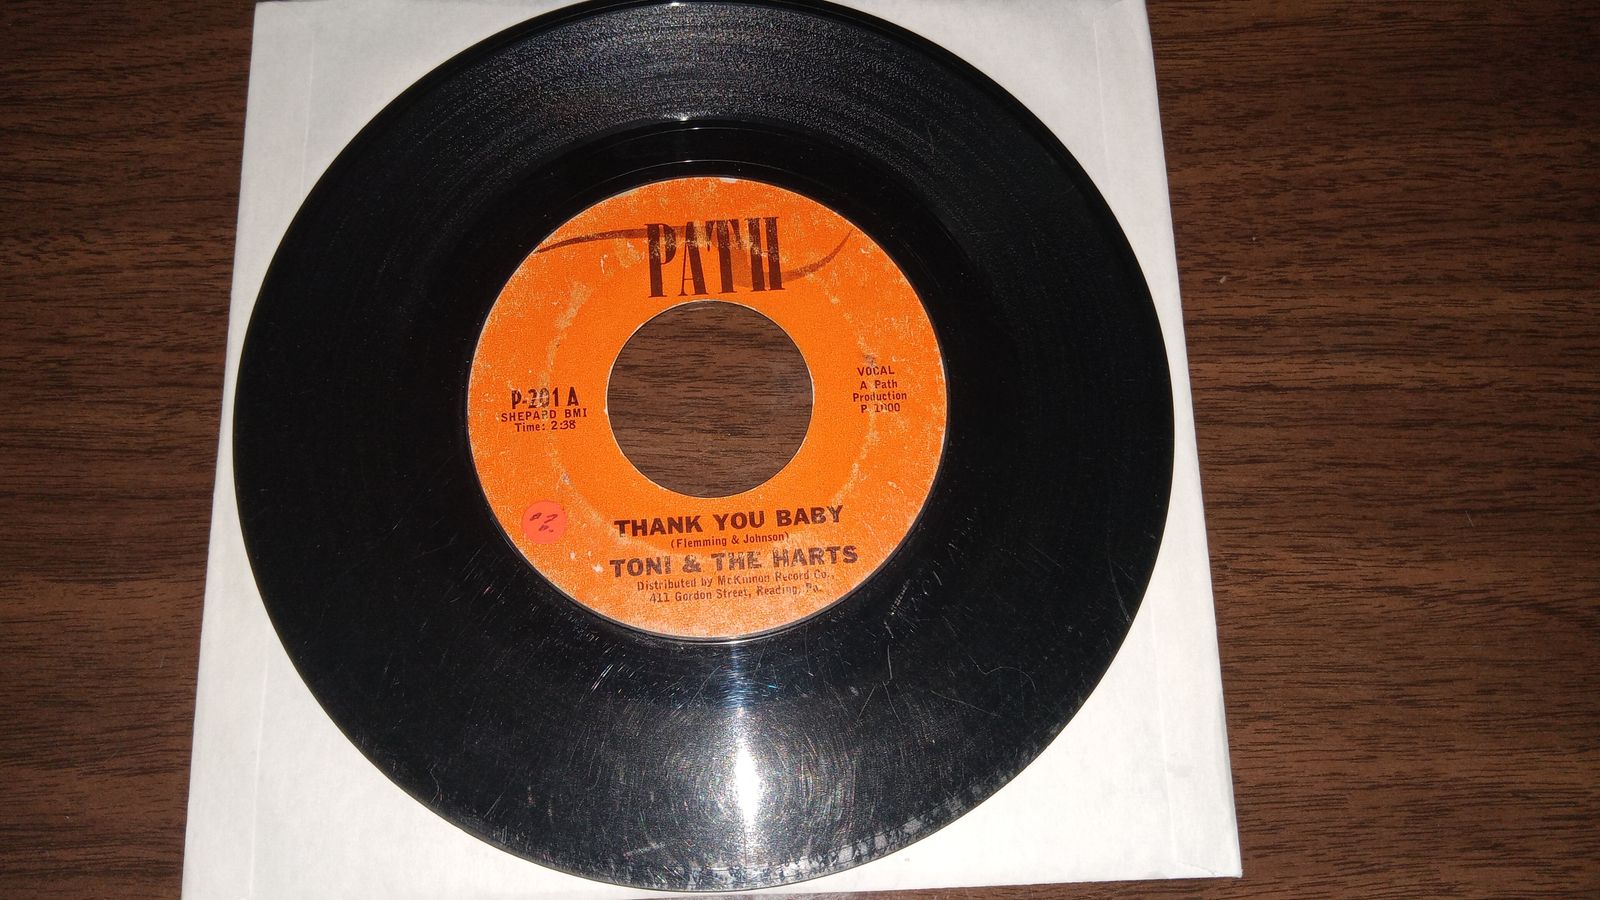 PATH
P-201 A
SHEPARD BMI
Time: 2:38
VOCAL
A Path
Production
P 1000
THANK YOU BABY
(Flemming & Johnson)
TONI & THE HARTS
Distributed by McKinnon Record Co.,
411 Gordon Street, Reading, Pa.